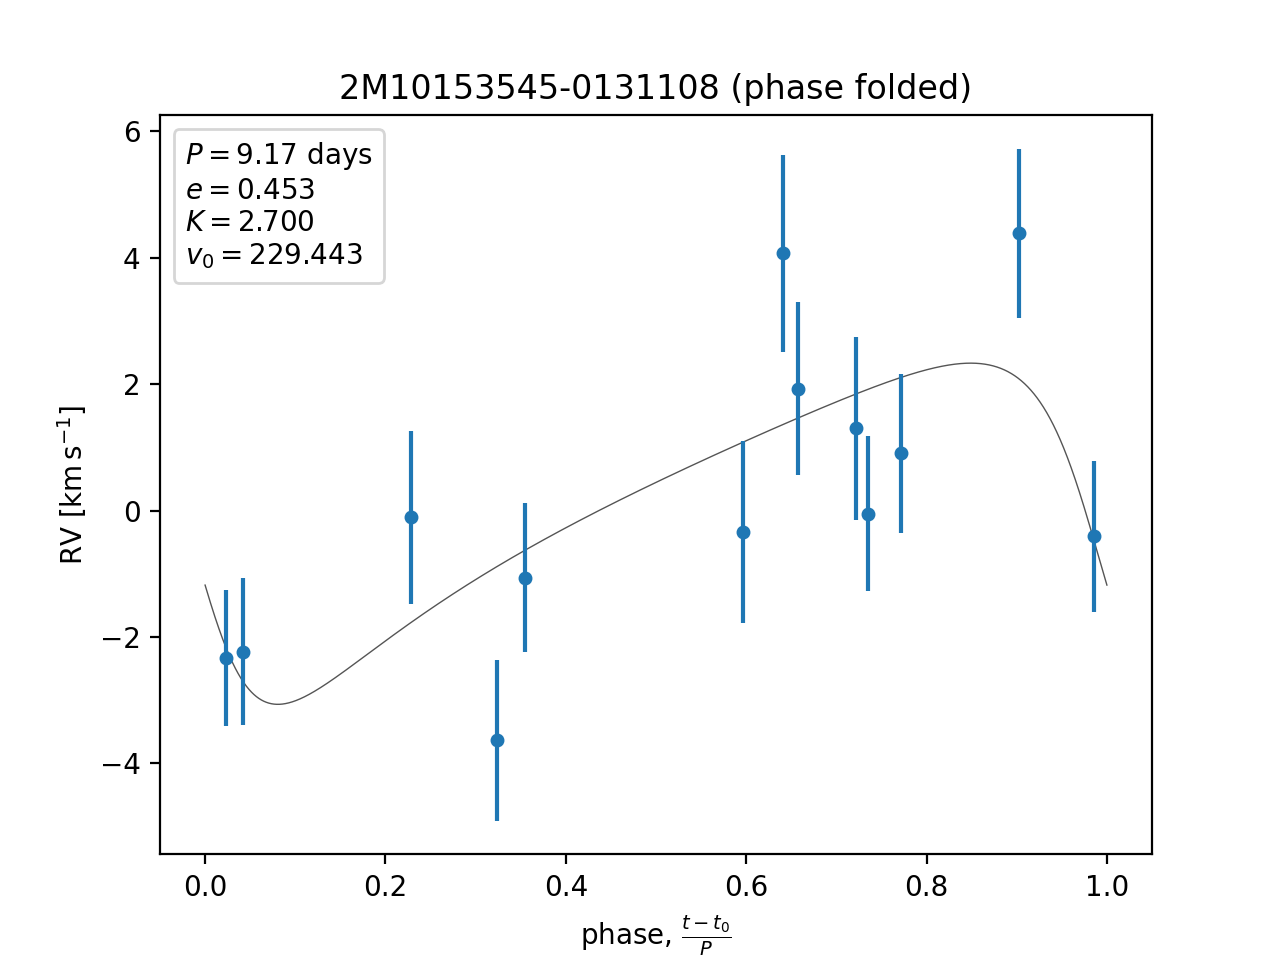 2M10153545-0131108 (phase folded)
P = 9.17 days
e = 0.453
K = 2.700
v₀ = 229.443
6
4
2
0
−2
−4
RV [km s⁻¹]
0.0 0.2 0.4 0.6 0.8 1.0
phase, (t − t₀)/P